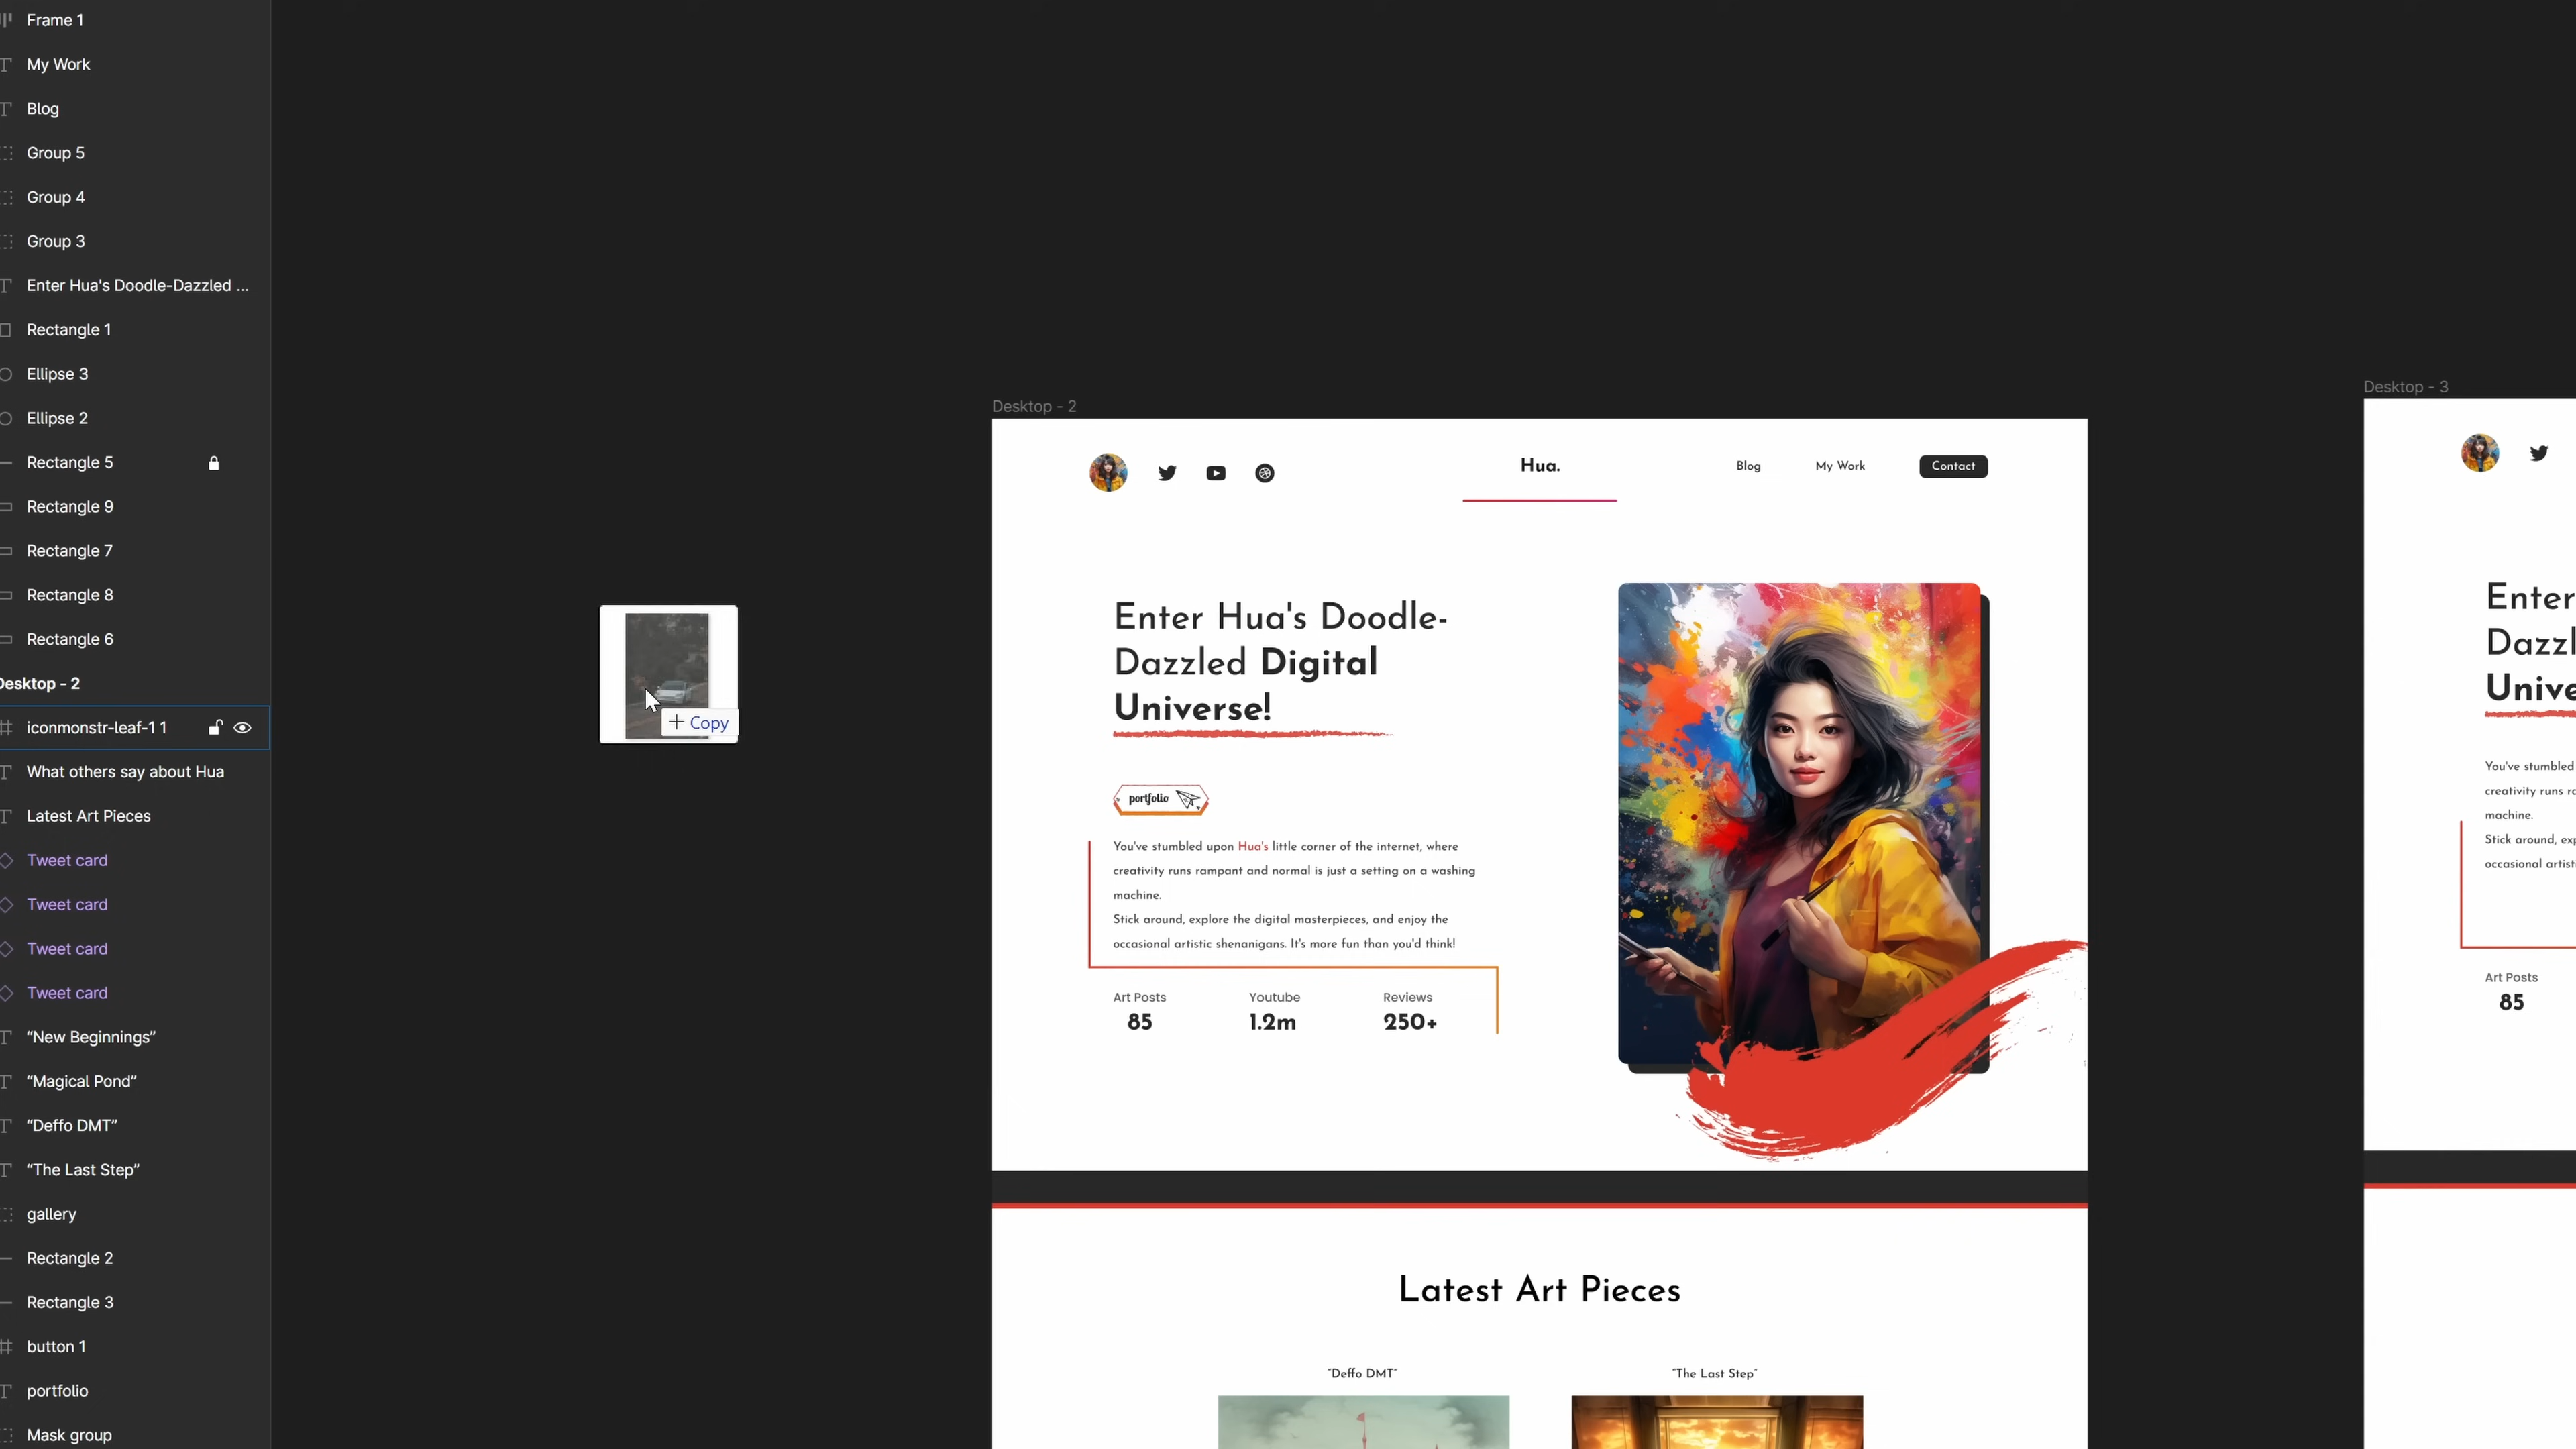 Frame 1
My Work
Blog
Group 5
Group 4
Group 3
Enter Hua's Doodle-Dazzled ...
Rectangle 1
Ellipse 3
Ellipse 2
Rectangle 5
Rectangle 9
Rectangle 7
Rectangle 8
Rectangle 6
Desktop - 2
iconmonstr-leaf-1 1
What others say about Hua
Latest Art Pieces
Tweet card
Tweet card
Tweet card
Tweet card
“New Beginnings”
“Magical Pond”
“Deffo DMT”
“The Last Step”
gallery
Rectangle 2
Rectangle 3
button 1
portfolio
Mask group
+ Copy
Desktop - 2
Hua.
Blog
My Work
Contact
Enter Hua's Doodle-
Dazzled Digital
Universe!
portfolio
You've stumbled upon Hua's little corner of the internet, where
creativity runs rampant and normal is just a setting on a washing
machine.
Stick around, explore the digital masterpieces, and enjoy the
occasional artistic shenanigans. It's more fun than you'd think!
Art Posts
85
Youtube
1.2m
Reviews
250+
Latest Art Pieces
“Deffo DMT”
“The Last Step”
Desktop - 3
Enter
Dazzl
Unive
You've stumbled
creativity runs ra
machine.
Stick around, exp
occasional artist
Art Posts
85